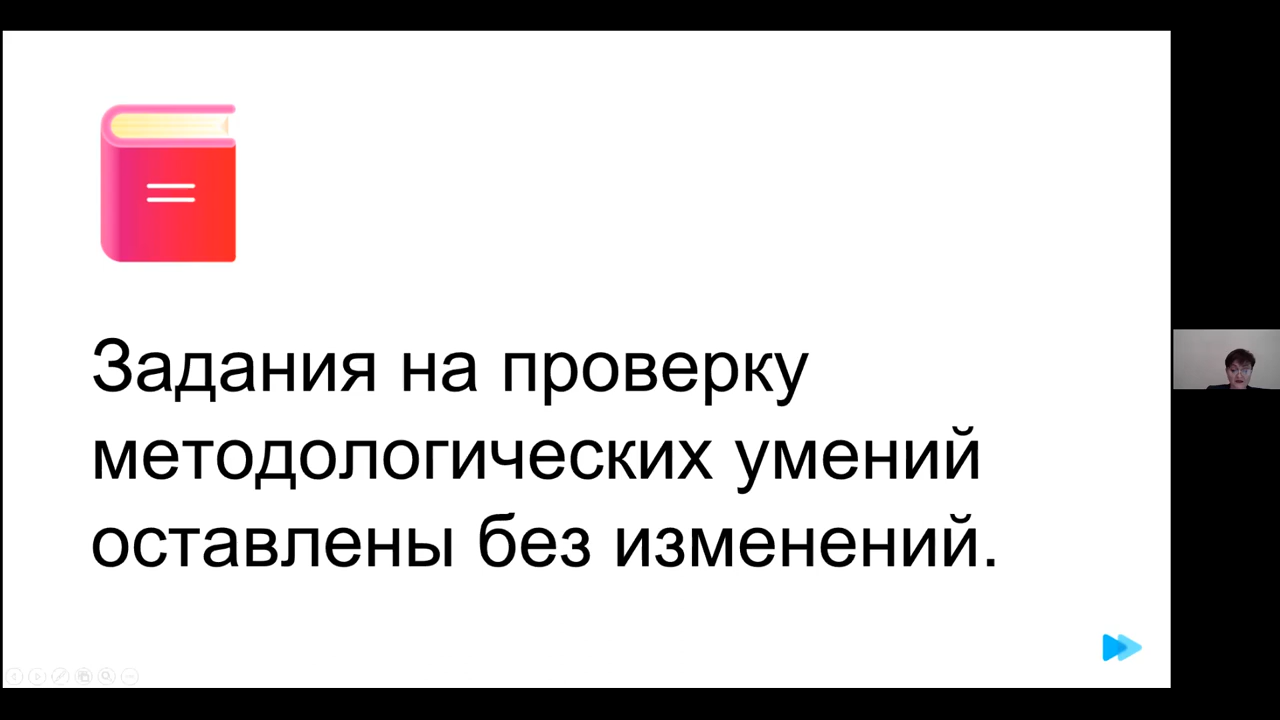 Задания на проверку
методологических умений
оставлены без изменений.